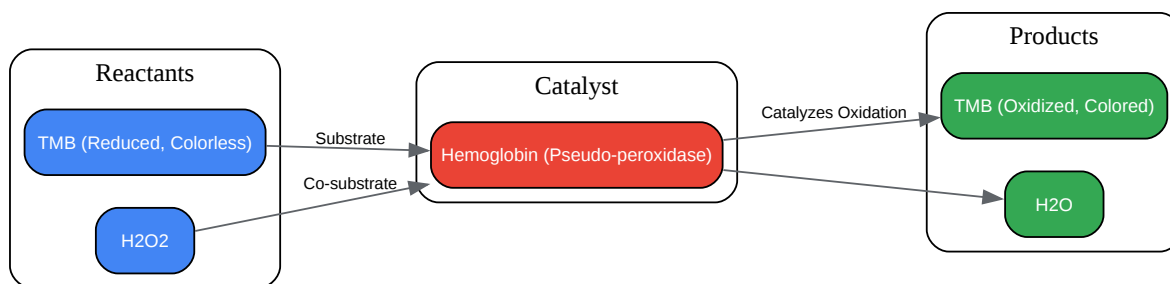 Reactants
TMB (Reduced, Colorless)
H2O2
Substrate
Co-substrate
Catalyst
Hemoglobin (Pseudo-peroxidase)
Catalyzes Oxidation
Products
TMB (Oxidized, Colored)
H2O